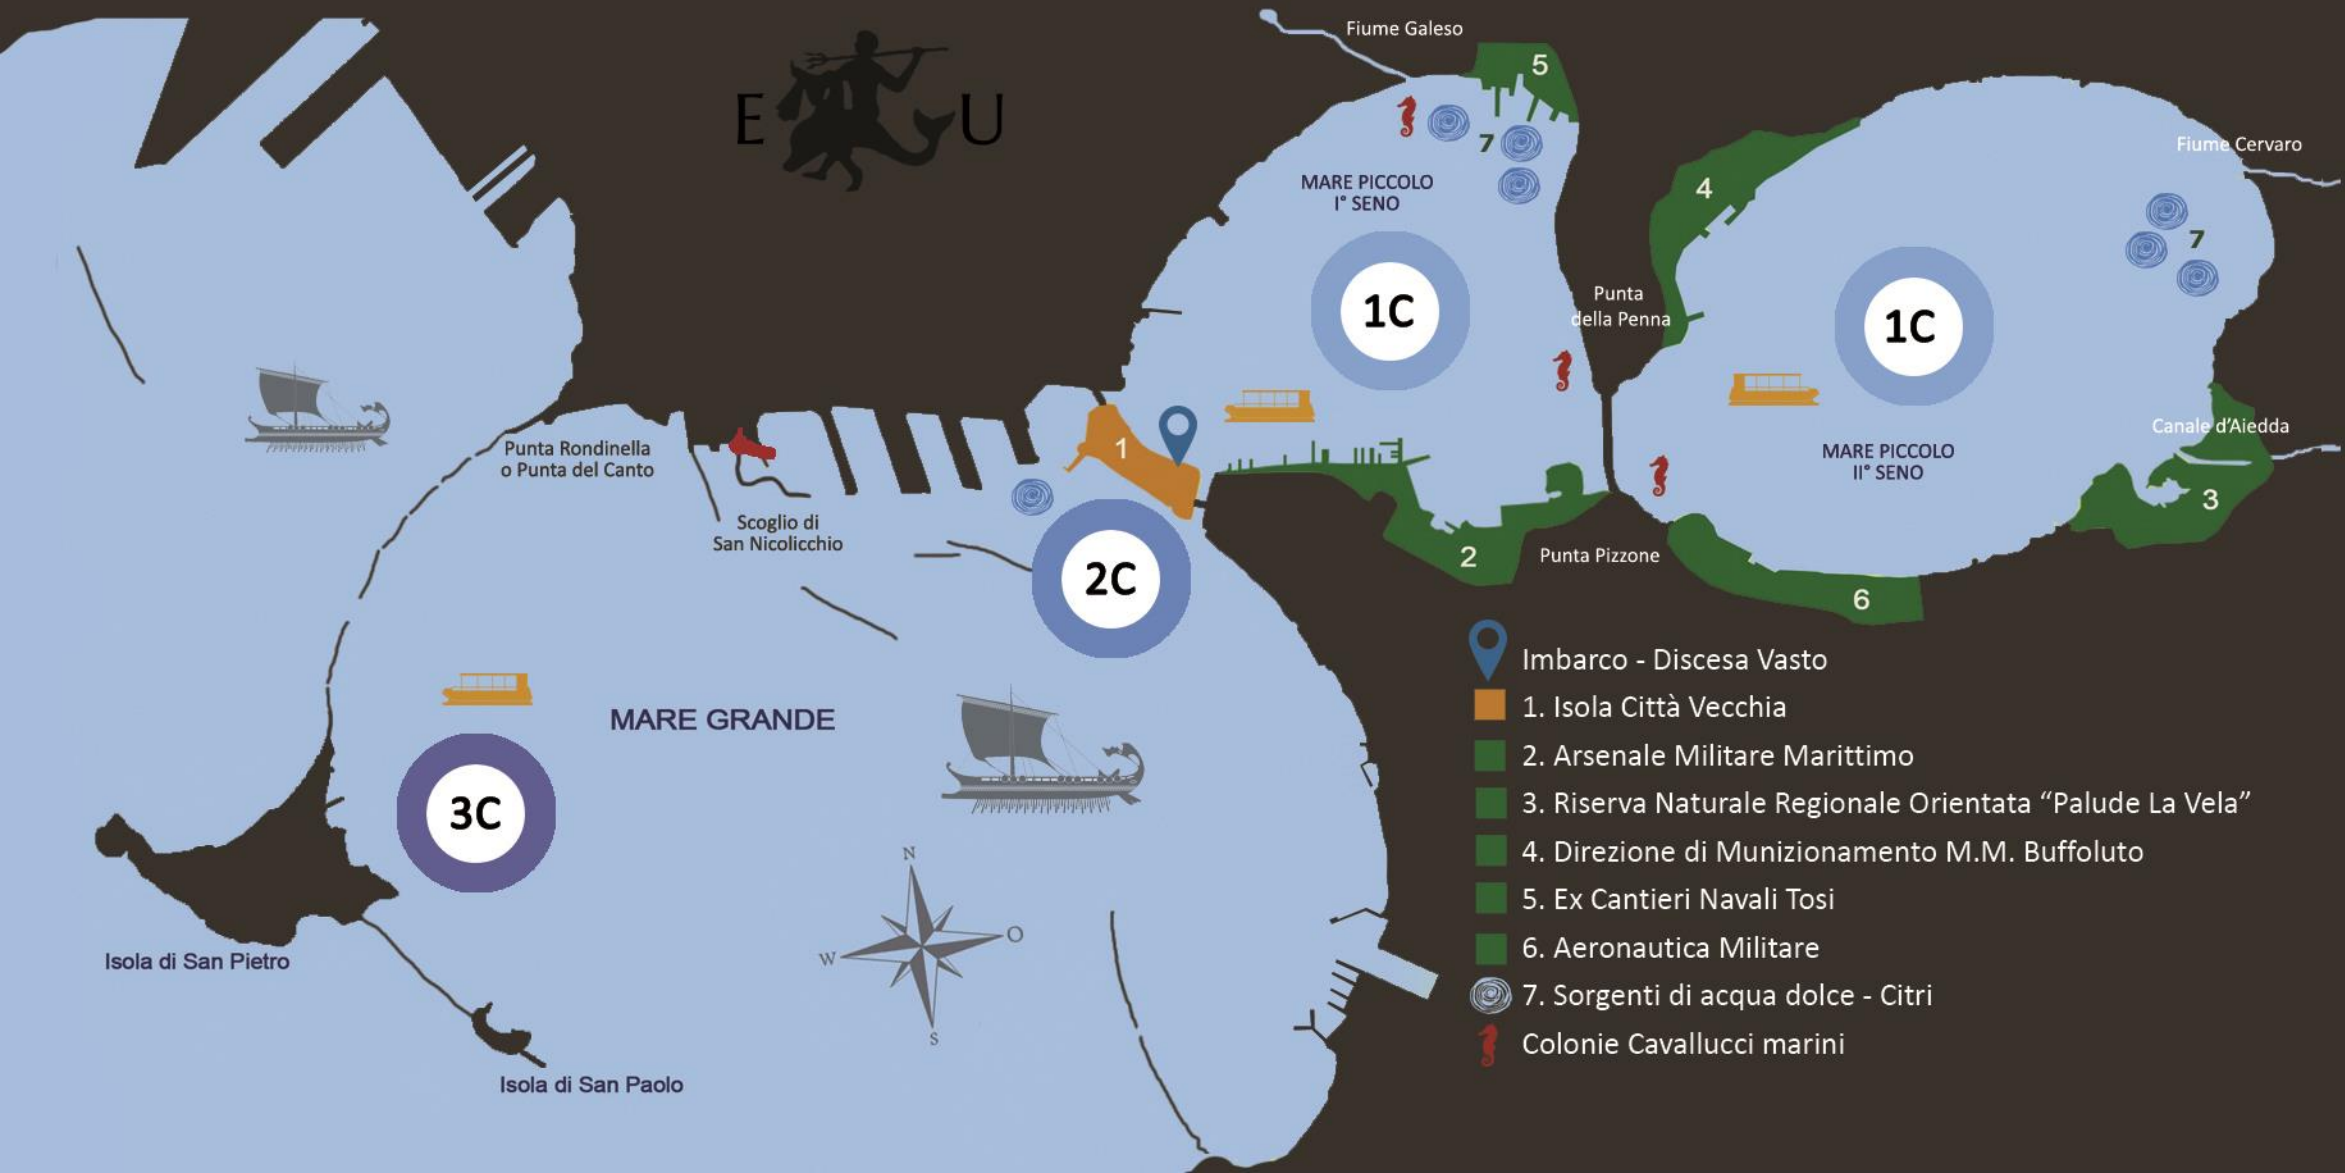 Fiume Galeso
5
E U
7
MARE PICCOLO
I° SENO
1C
4
Fiume Cervaro
7
Punta
della Penna
1C
MARE PICCOLO
II° SENO
Canale d'Aiedda
3
Punta Rondinella
o Punta del Canto
Scoglio di
San Nicolicchio
1
2C
2
Punta Pizzone
6
MARE GRANDE
3C
N
O
W
S
Isola di San Pietro
Isola di San Paolo
Imbarco - Discesa Vasto
1. Isola Città Vecchia
2. Arsenale Militare Marittimo
3. Riserva Naturale Regionale Orientata “Palude La Vela”
4. Direzione di Munizionamento M.M. Buffoluto
5. Ex Cantieri Navali Tosi
6. Aeronautica Militare
7. Sorgenti di acqua dolce - Citri
Colonie Cavallucci marini